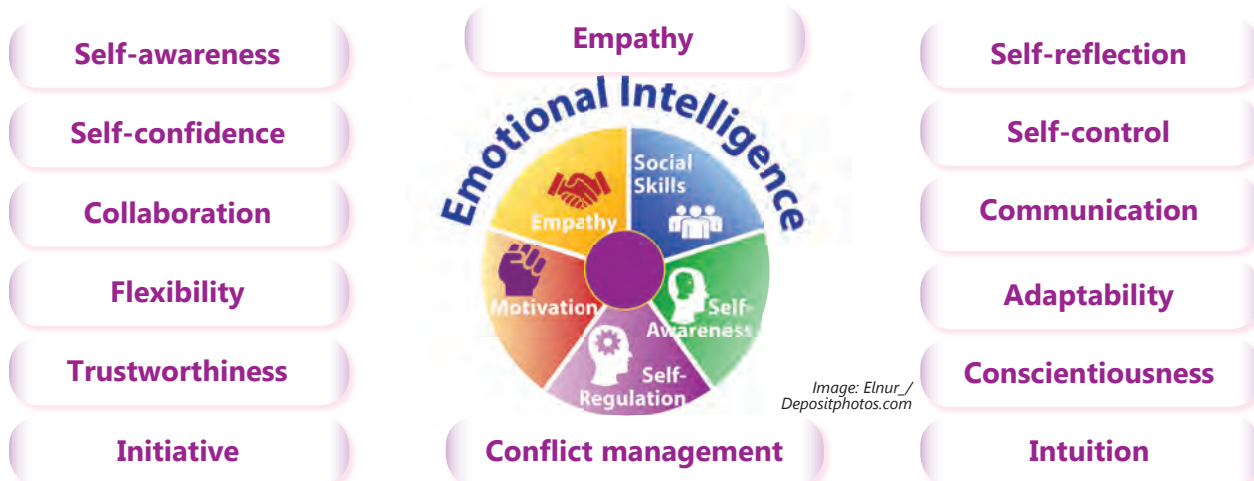 Self-awareness
Self-confidence
Collaboration
Flexibility
Trustworthiness
Initiative
Empathy
Emotional Intelligence
Social
Skills
Empathy
Motivation
Self-
Awareness
Self-
Regulation
Image: Elnur_/
Depositphotos.com
Conflict management
Self-reflection
Self-control
Communication
Adaptability
Conscientiousness
Intuition